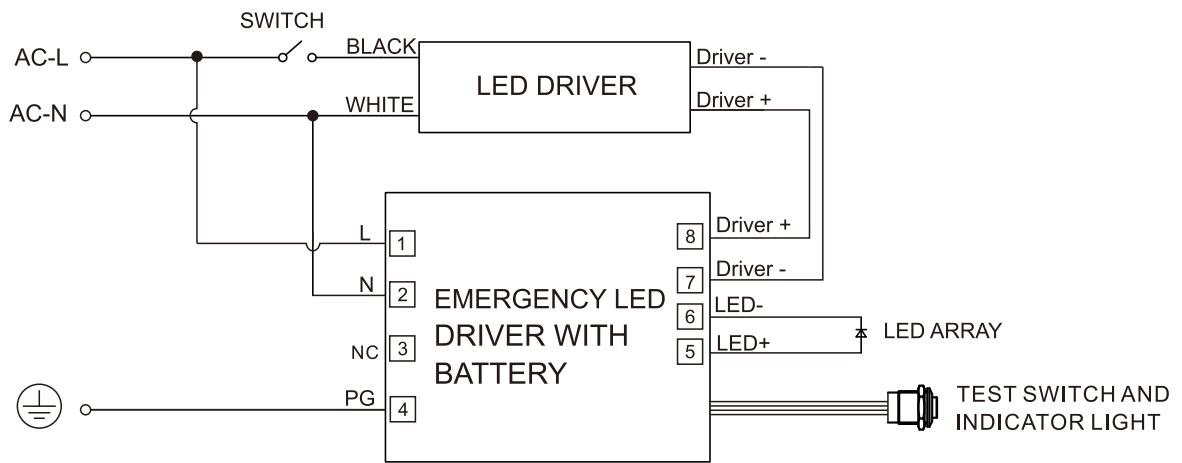 SWITCH
AC-L
BLACK
LED DRIVER
Driver -
AC-N
WHITE
Driver +
L
1
8
Driver +
N
2
7
Driver -
EMERGENCY LED
DRIVER WITH
BATTERY
6
LED-
LED ARRAY
NC
3
5
LED+
PG
4
TEST SWITCH AND
INDICATOR LIGHT